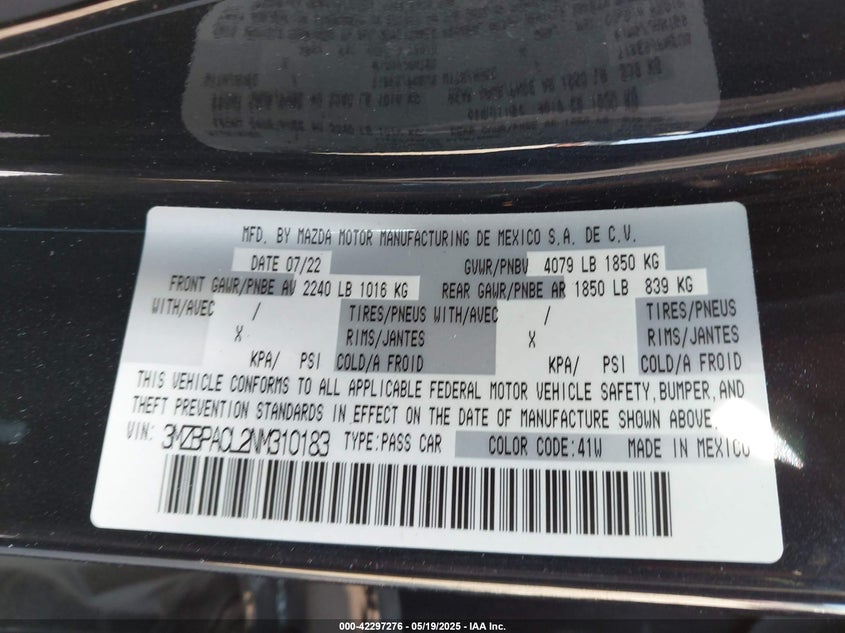 MFD. BY MAZDA MOTOR MANUFACTURING DE MEXICO S.A. DE C.V.
DATE 07/22 GVWR/PNBV 4079 LB 1850 KG
FRONT GAWR/PNBE AV 2240 LB 1016 KG REAR GAWR/PNBE AR 1850 LB 839 KG
WITH/AVEC / TIRES/PNEUS WITH/AVEC / TIRES/PNEUS
X RIMS/JANTES X RIMS/JANTES
KPA/ PSI COLD/A FROID KPA/ PSI COLD/A FROID
THIS VEHICLE CONFORMS TO ALL APPLICABLE FEDERAL MOTOR VEHICLE SAFETY, BUMPER, AND
THEFT PREVENTION STANDARDS IN EFFECT ON THE DATE OF MANUFACTURE SHOWN ABOVE.
VIN: 3MZBPACL2NM310183 TYPE:PASS CAR COLOR CODE:41W MADE IN MEXICO
000-42297276 - 05/19/2025 - IAA Inc.